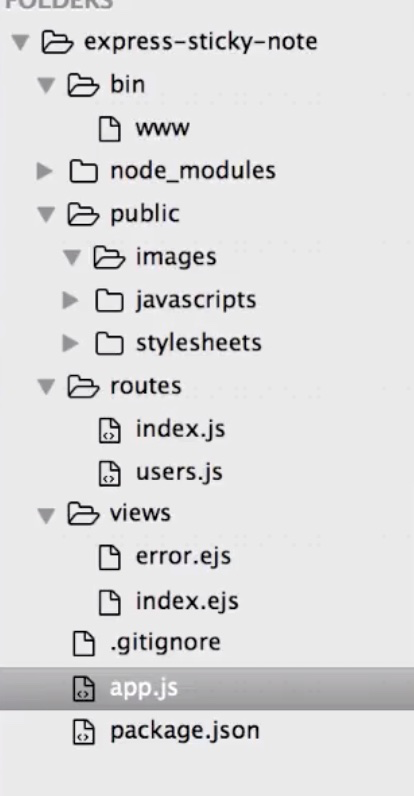 FOLDERS
express-sticky-note
bin
www
node_modules
public
images
javascripts
stylesheets
routes
index.js
users.js
views
error.ejs
index.ejs
.gitignore
app.js
package.json